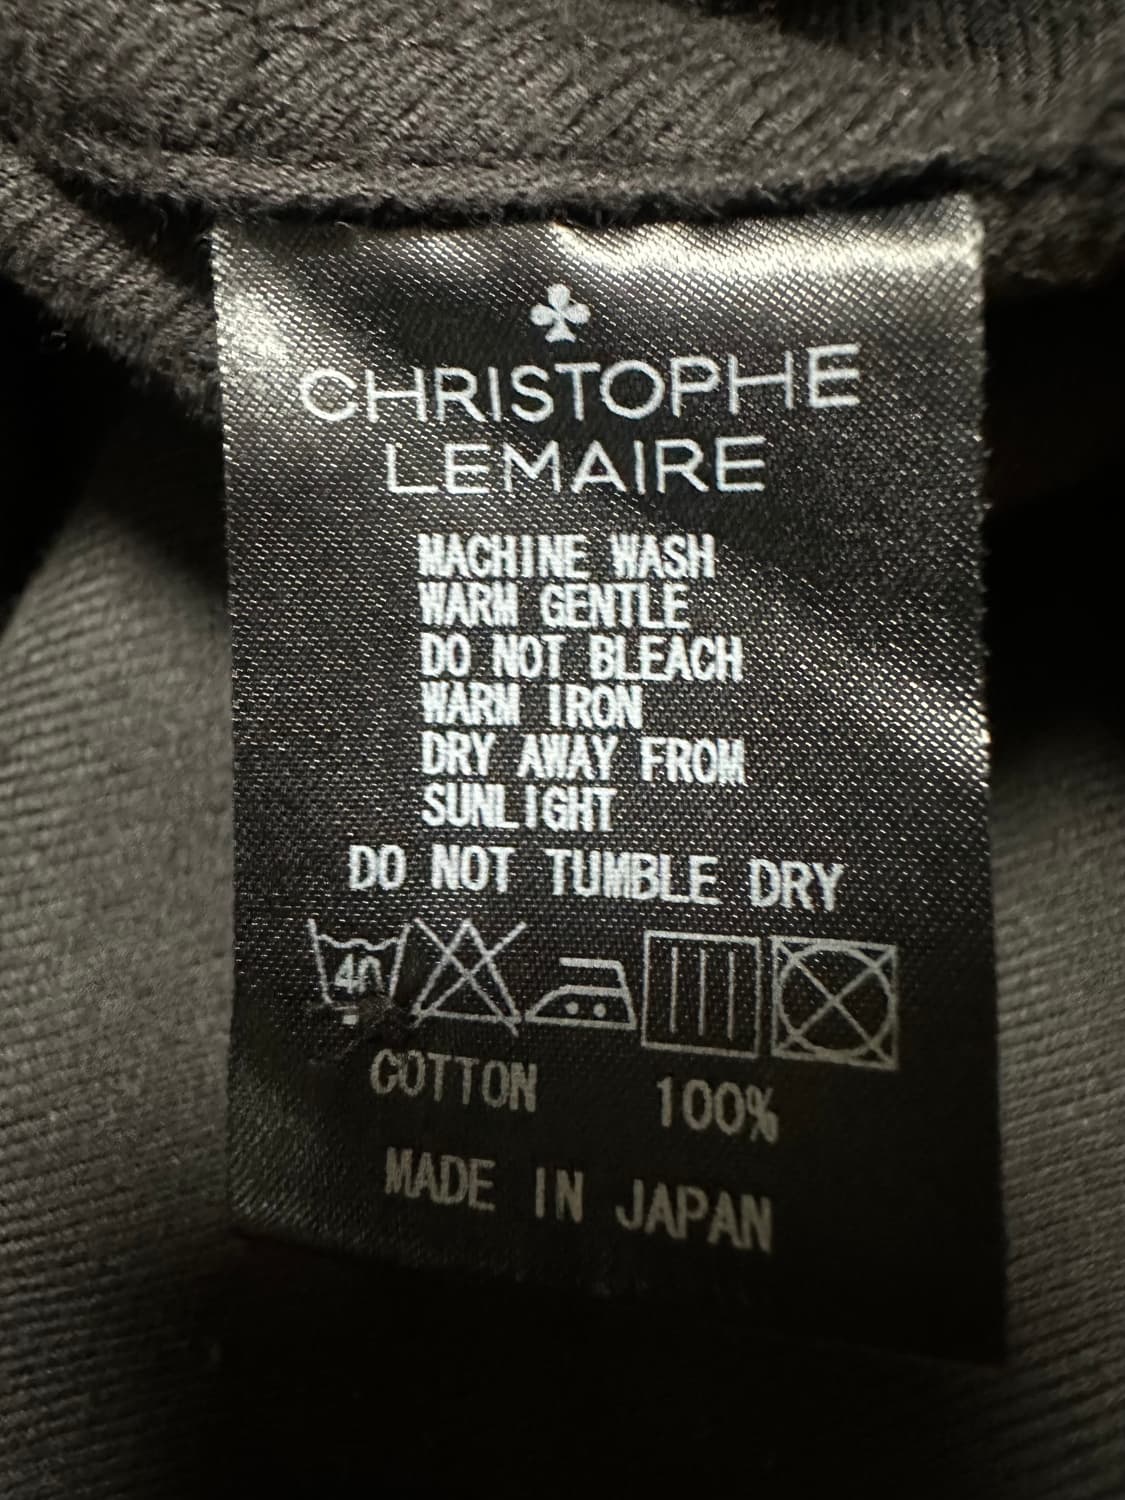 CHRISTOPHE
LEMAIRE
MACHINE WASH
WARM GENTLE
DO NOT BLEACH
WARM IRON
DRY AWAY FROM
SUNLIGHT
DO NOT TUMBLE DRY
40
COTTON 100%
MADE IN JAPAN